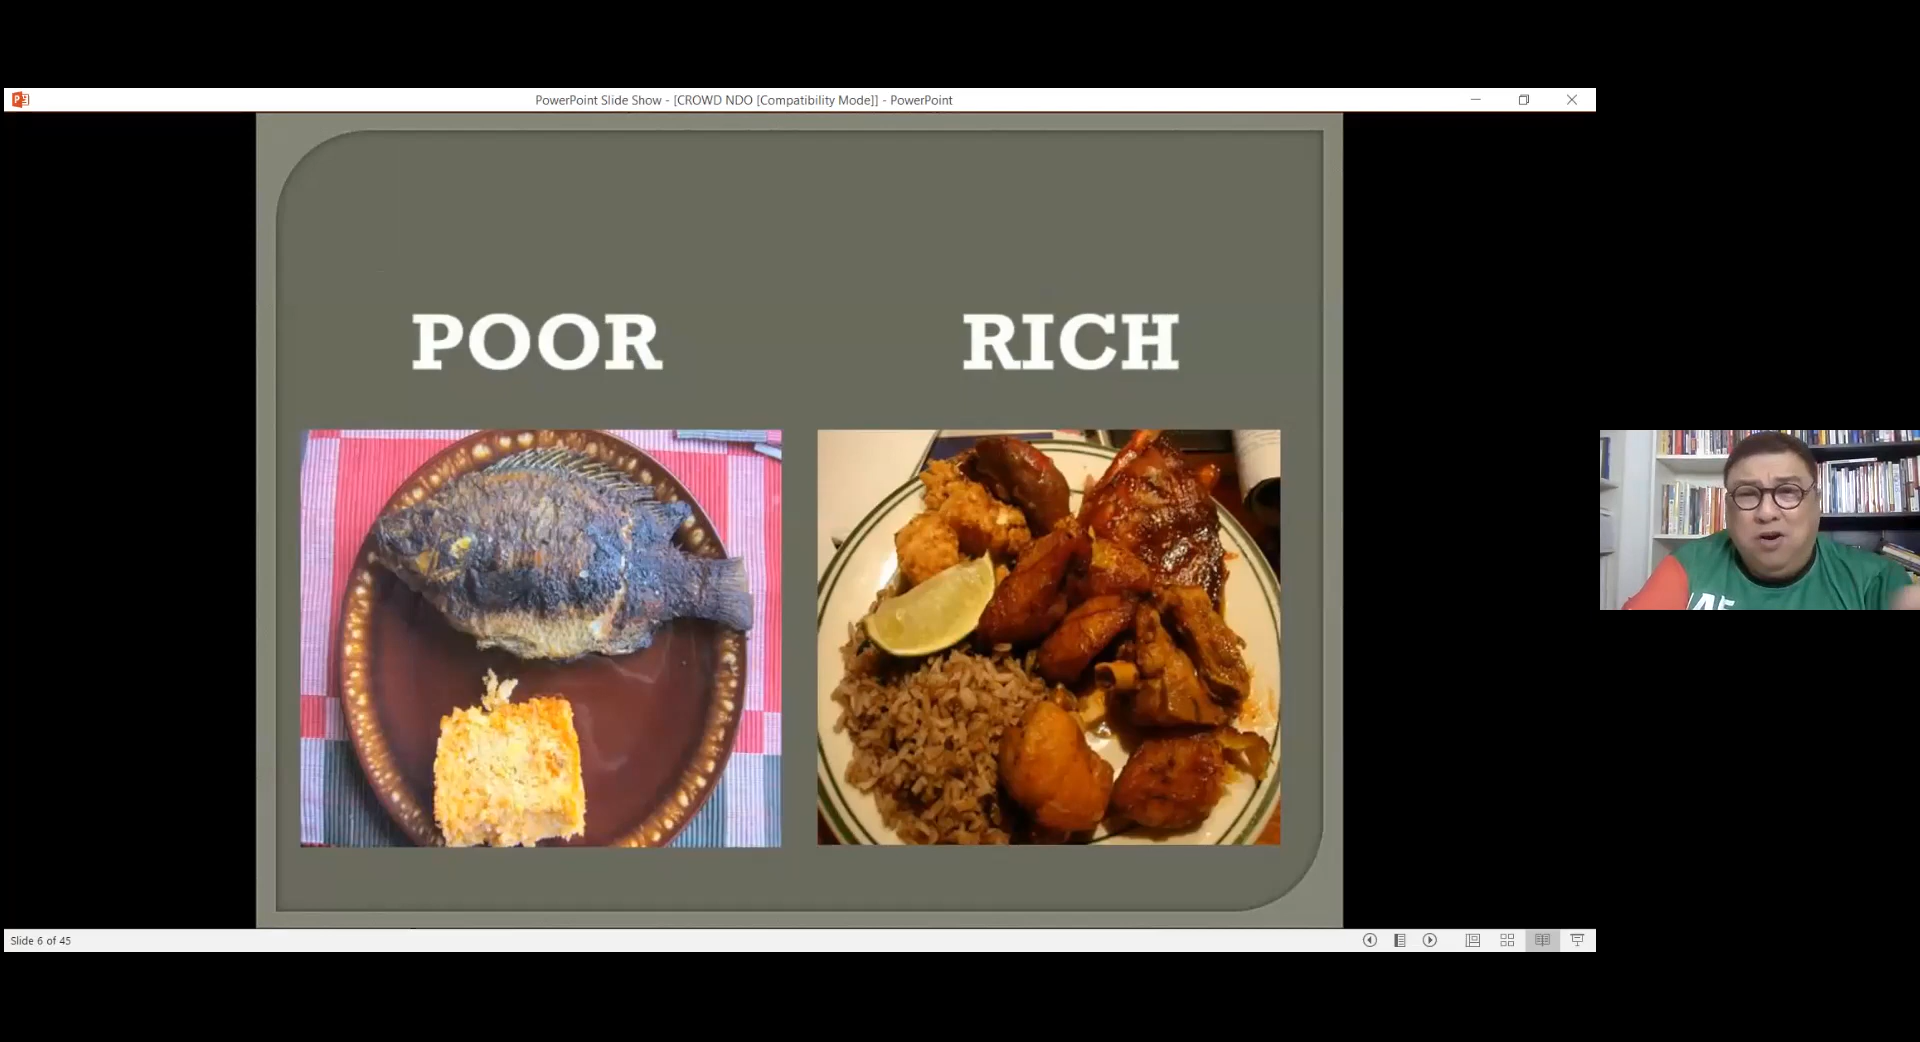 PowerPoint Slide Show - [CROWD NDO [Compatibility Mode]] - PowerPoint
POOR
RICH
Slide 6 of 45